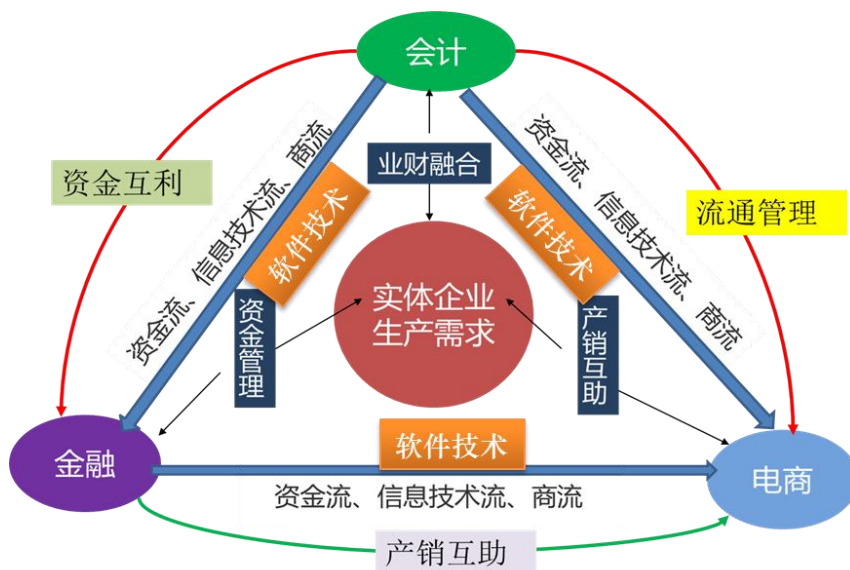 会计
资金流、信息技术流、商流
资金流、信息技术流、商流
业财融合
资金互利
软件技术
软件技术
流通管理
实体企业
生产需求
资金管理
产销互助
软件技术
金融
电商
资金流、信息技术流、商流
产销互助